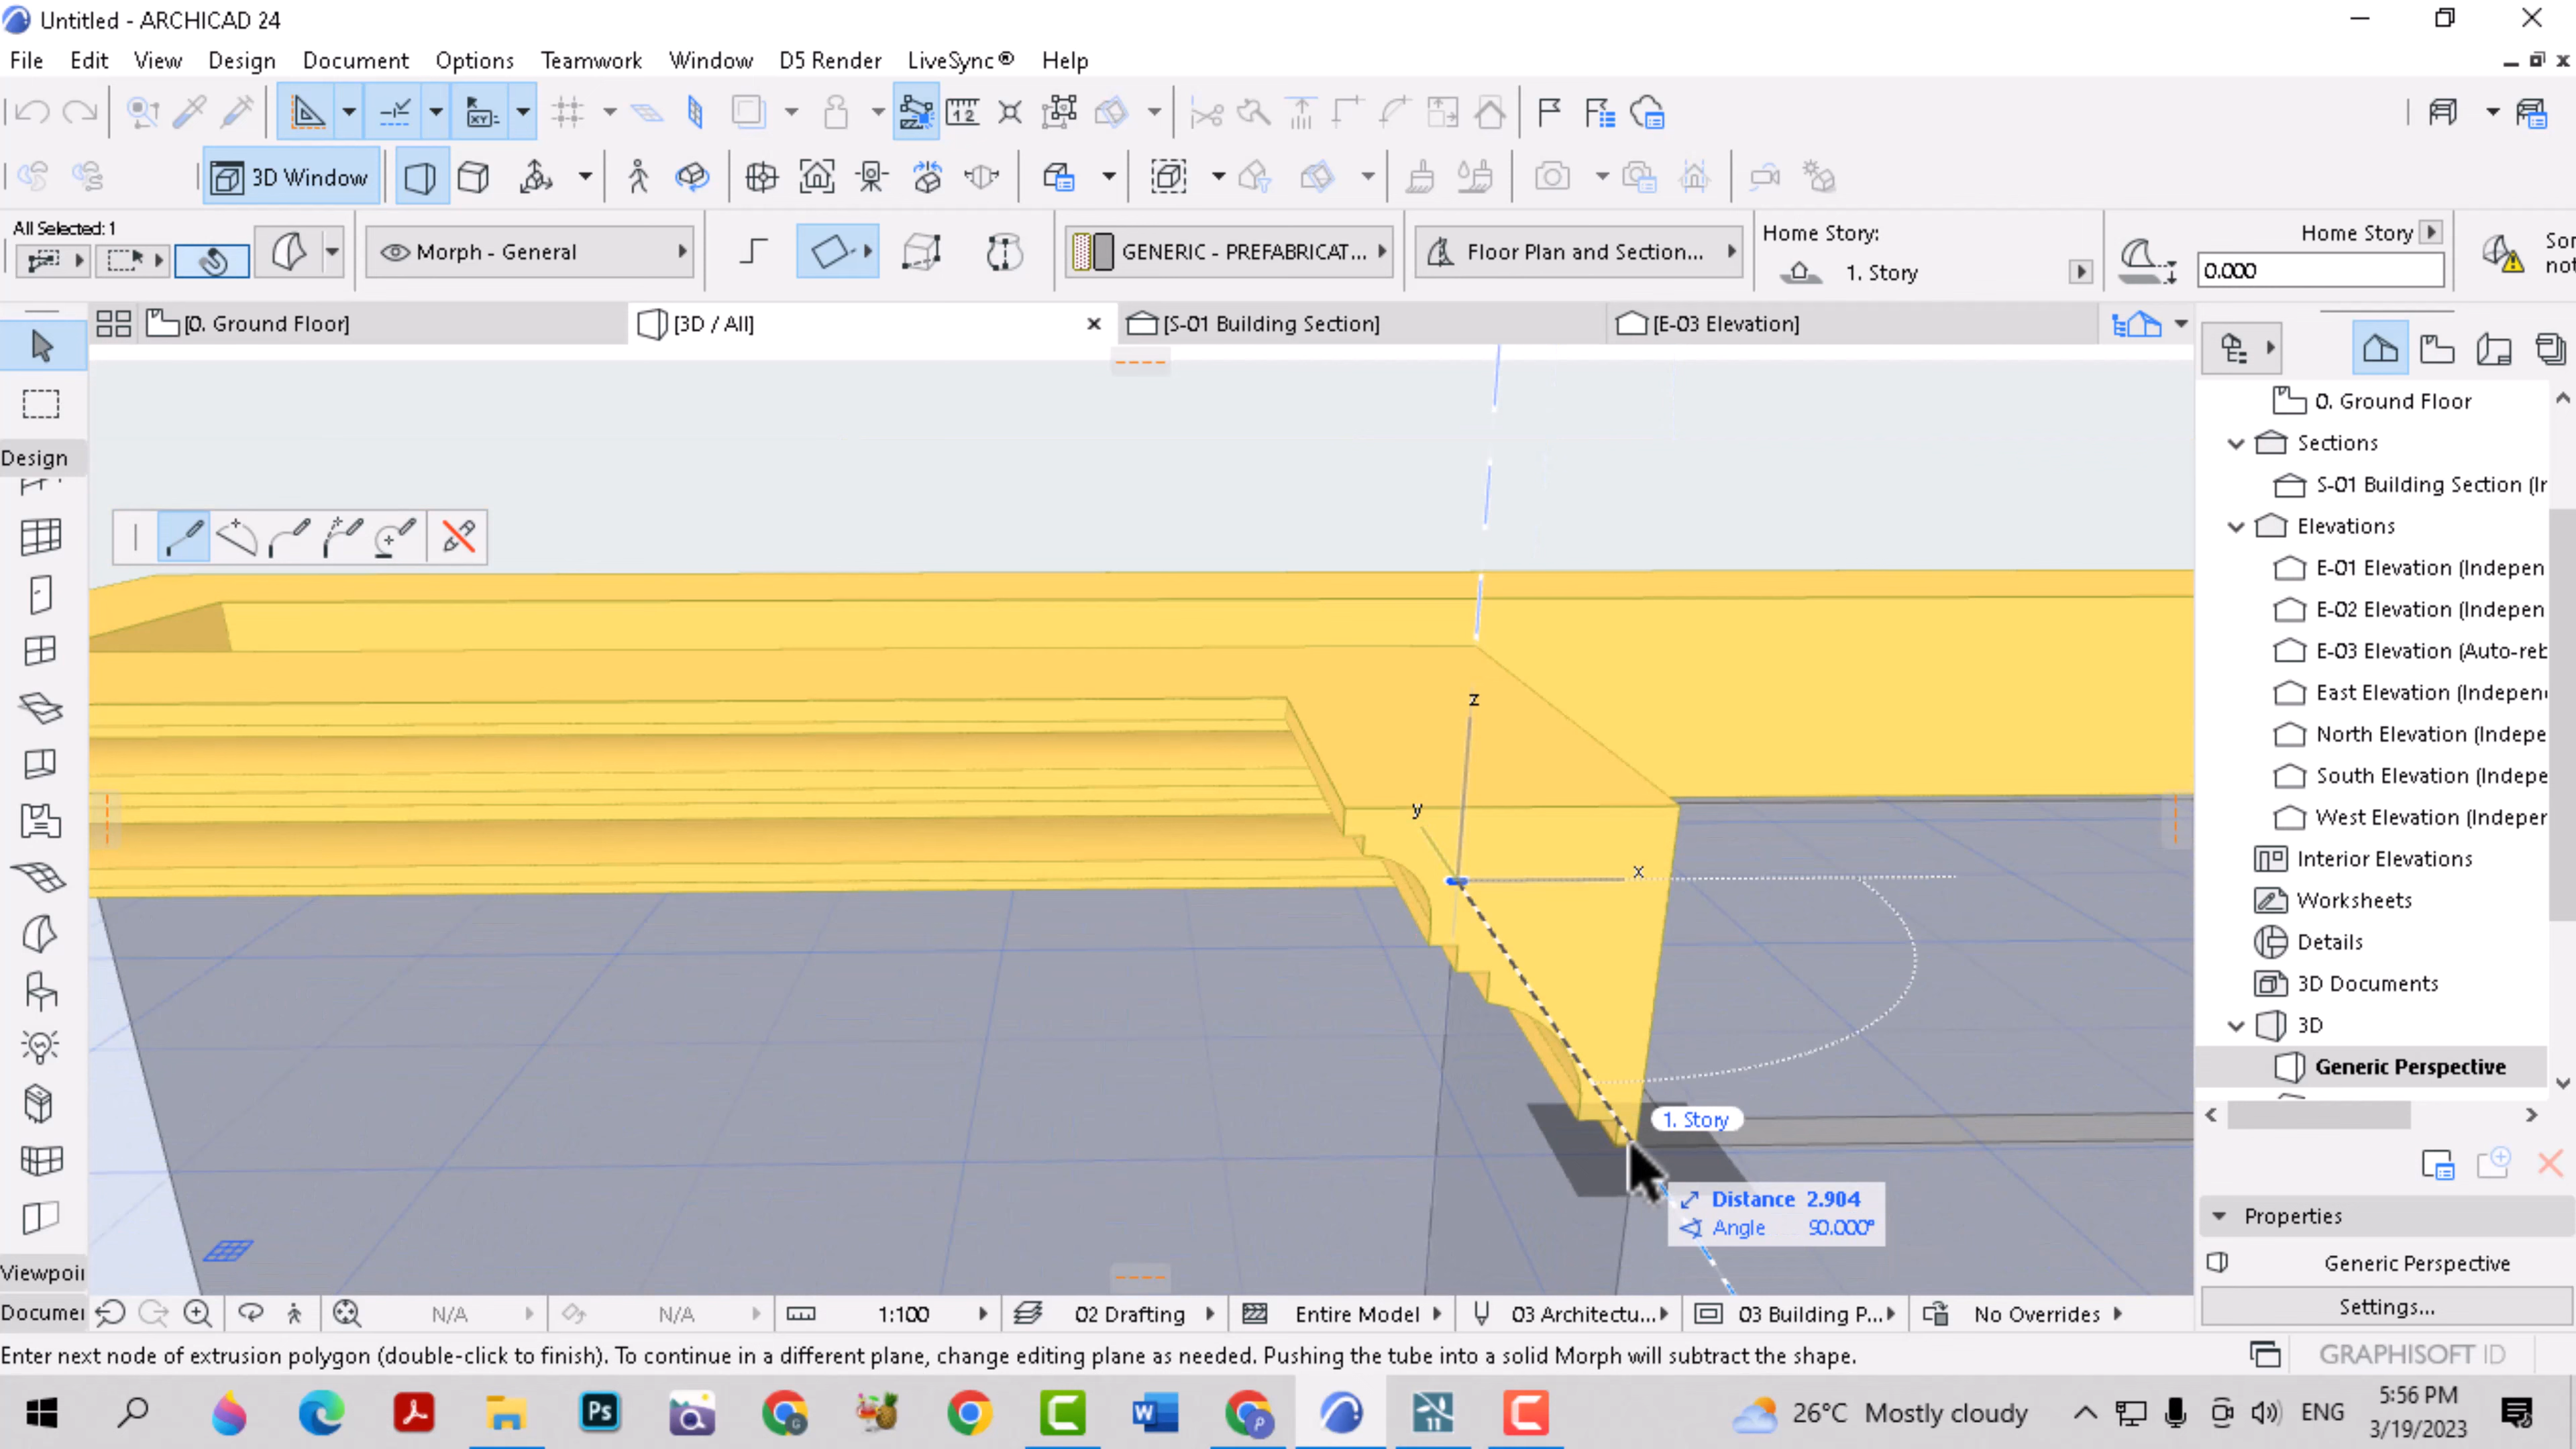 Untitled - ARCHICAD 24
File Edit View Design Document Options Teamwork Window D5 Render LiveSync® Help
3D Window
All Selected: 1
Morph - General
GENERIC - PREFABRICAT...
Floor Plan and Section...
Home Story:
1. Story
Home Story
0.000
[0. Ground Floor]
[3D / All]
[S-01 Building Section]
[E-03 Elevation]
Design
0. Ground Floor
Sections
S-01 Building Section (Ir
Elevations
E-01 Elevation (Indepen
E-02 Elevation (Indepen
E-03 Elevation (Auto-reb
East Elevation (Indepen
North Elevation (Indepe
South Elevation (Indepe
West Elevation (Indeper
Interior Elevations
Worksheets
Details
3D Documents
3D
Generic Perspective
z
y
x
1. Story
Distance 2.904
Angle 90.000°
Properties
Generic Perspective
Settings...
Viewpoi
Documei
N/A
N/A
1:100
02 Drafting
Entire Model
03 Architectu...
03 Building P...
No Overrides
Enter next node of extrusion polygon (double-click to finish). To continue in a different plane, change editing plane as needed. Pushing the tube into a solid Morph will subtract the shape.
GRAPHISOFT ID
Ps
11
26°C Mostly cloudy
ENG
5:56 PM
3/19/2023